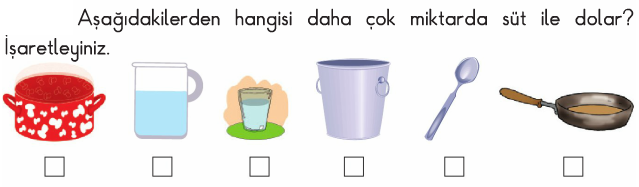 Aşağıdakilerden hangisi daha çok miktarda süt ile dolar?
İşaretleyiniz.